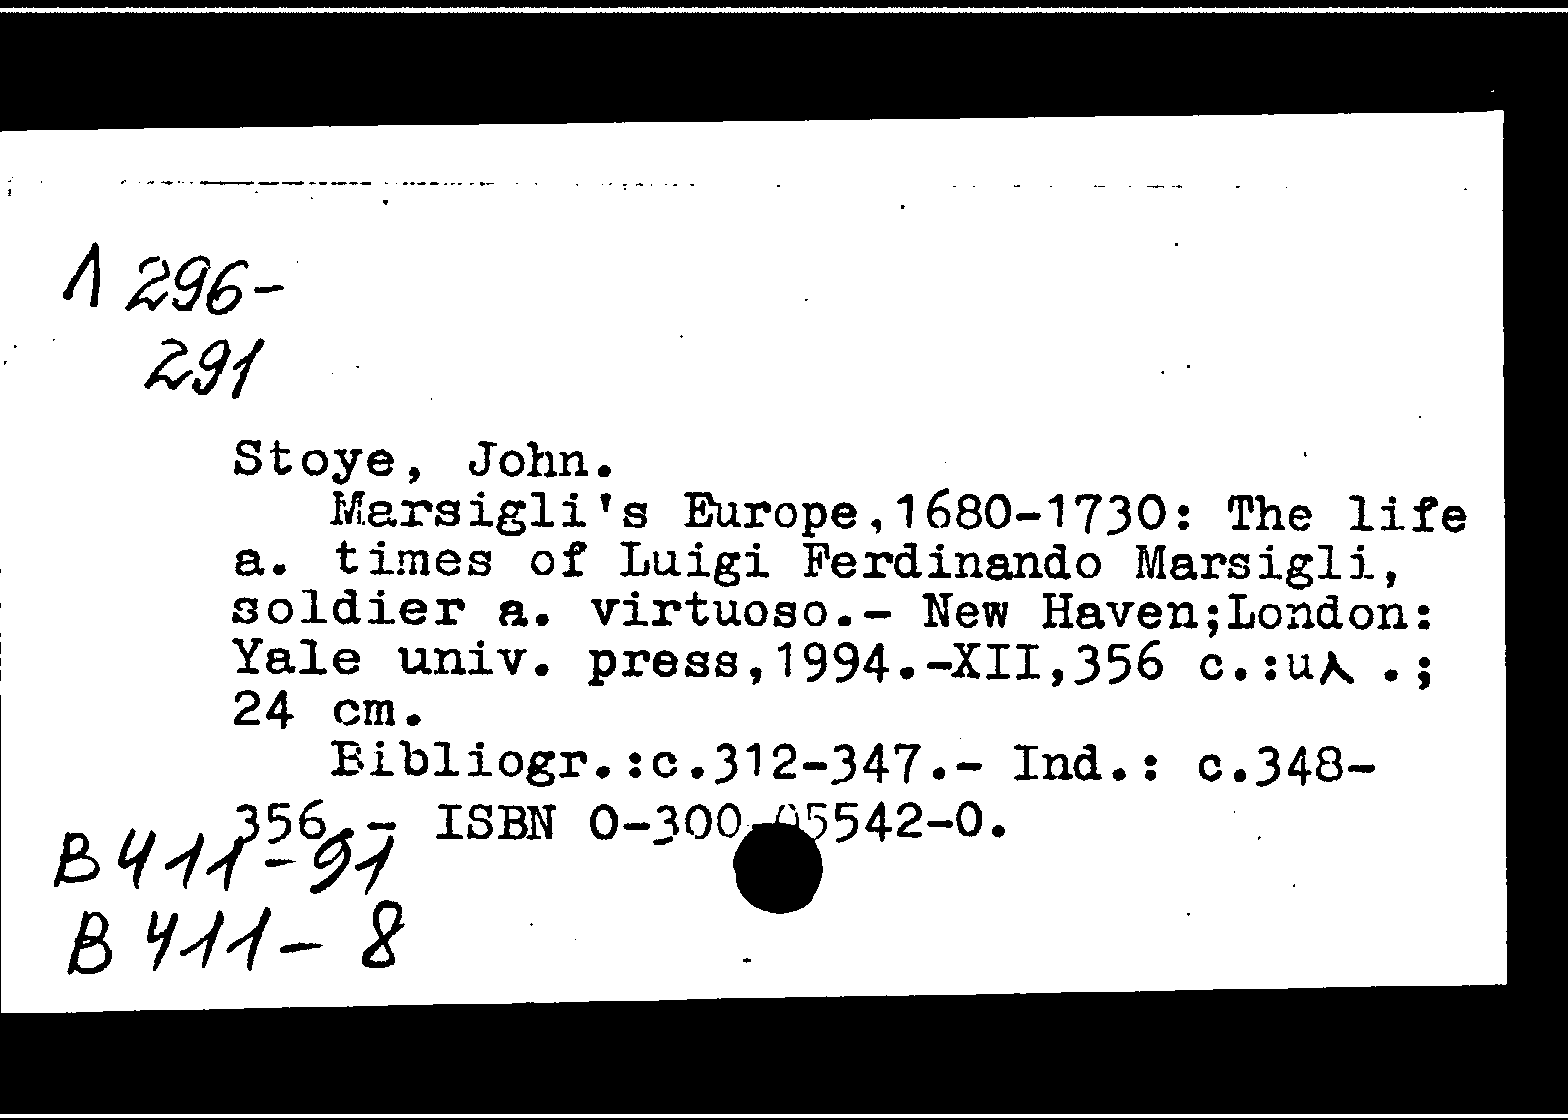 Л 296-
291
Stoye, John.
Marsigli's Europe,1680-1730: The life
a. times of Luigi Ferdinando Marsigli,
soldier a. virtuoso.- New Haven;London:
Yale univ. press,1994.-XII,356 c.:ил .;
24 cm.
Bibliogr.:c.312-347.- Ind.: c.348-
356.- ISBN 0-300-05542-0.
В 411-91
В 411- 8